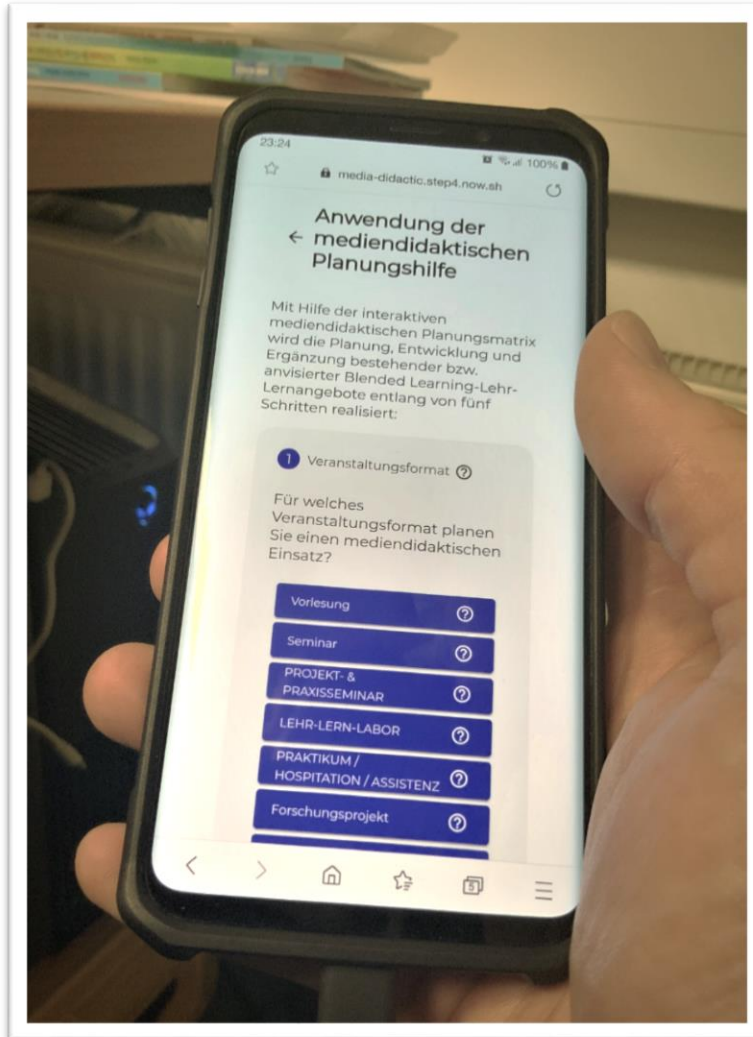 23:24
100%
media-didactic.step4.now.sh
Anwendung der
mediendidaktischen
Planungshilfe
Mit Hilfe der interaktiven
mediendidaktischen Planungsmatrix
wird die Planung, Entwicklung und
Ergänzung bestehender bzw.
anvisierter Blended Learning-Lehr-
Lernangebote entlang von fünf
Schritten realisiert:
1 Veranstaltungsformat ?
Für welches
Veranstaltungsformat planen
Sie einen mediendidaktischen
Einsatz?
Vorlesung ?
Seminar ?
PROJEKT- &
PRAXISSEMINAR ?
LEHR-LERN-LABOR ?
PRAKTIKUM /
HOSPITATION / ASSISTENZ ?
Forschungsprojekt ?
5